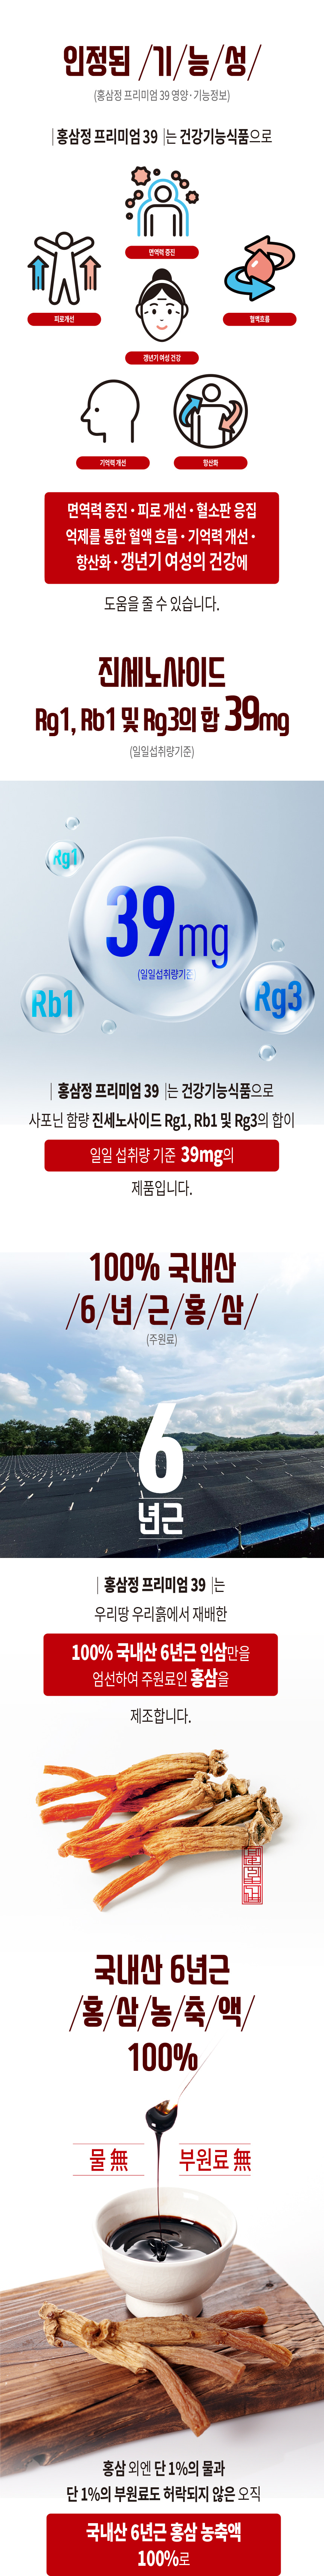 인정된 /기/능/성/
(홍삼정 프리미엄 39 영양·기능정보)
| 홍삼정 프리미엄 39 |는 건강기능식품으로
면역력 증진
피로개선
혈액흐름
갱년기 여성 건강
기억력 개선
항산화
면역력 증진 · 피로 개선 · 혈소판 응집
억제를 통한 혈액 흐름 · 기억력 개선 ·
항산화 · 갱년기 여성의 건강에
도움을 줄 수 있습니다.
진세노사이드
Rg1, Rb1 및 Rg3의 합 39mg
(일일섭취량기준)
Rg1
39mg
(일일섭취량기준)
Rb1
Rg3
| 홍삼정 프리미엄 39 |는 건강기능식품으로
사포닌 함량 진세노사이드 Rg1, Rb1 및 Rg3의 합이
일일 섭취량 기준 39mg의
제품입니다.
100% 국내산
/6/년/근/홍/삼/
(주원료)
6
년근
| 홍삼정 프리미엄 39 |는
우리땅 우리흙에서 재배한
100% 국내산 6년근 인삼만을
엄선하여 주원료인 홍삼을
제조합니다.
국내산 6년근
/홍/삼/농/축/액/
100%
물 無
부원료 無
홍삼 외엔 단 1%의 물과
단 1%의 부원료도 허락되지 않은 오직
국내산 6년근 홍삼 농축액
100%로